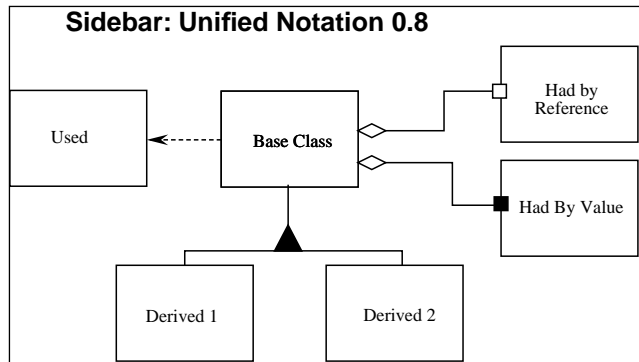 Sidebar: Unified Notation 0.8
Used
Base Class
Had by
Reference
Had By Value
Derived 1
Derived 2